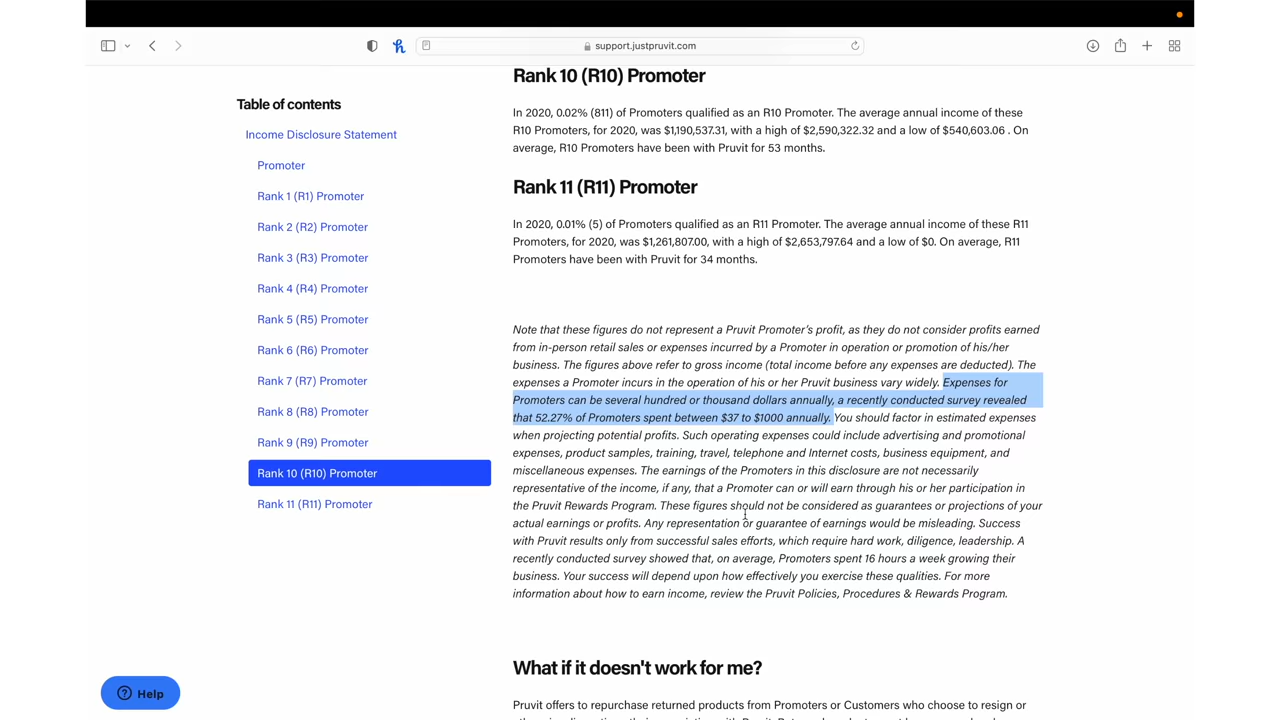 support.justpruvit.com
Table of contents
Income Disclosure Statement
Promoter
Rank 1 (R1) Promoter
Rank 2 (R2) Promoter
Rank 3 (R3) Promoter
Rank 4 (R4) Promoter
Rank 5 (R5) Promoter
Rank 6 (R6) Promoter
Rank 7 (R7) Promoter
Rank 8 (R8) Promoter
Rank 9 (R9) Promoter
Rank 10 (R10) Promoter
Rank 11 (R11) Promoter
Rank 10 (R10) Promoter
In 2020, 0.02% (811) of Promoters qualified as an R10 Promoter. The average annual income of these
R10 Promoters, for 2020, was $1,190,537.31, with a high of $2,590,322.32 and a low of $540,603.06 . On
average, R10 Promoters have been with Pruvit for 53 months.
Rank 11 (R11) Promoter
In 2020, 0.01% (5) of Promoters qualified as an R11 Promoter. The average annual income of these R11
Promoters, for 2020, was $1,261,807.00, with a high of $2,653,797.64 and a low of $0. On average, R11
Promoters have been with Pruvit for 34 months.
Note that these figures do not represent a Pruvit Promoter's profit, as they do not consider profits earned
from in-person retail sales or expenses incurred by a Promoter in operation or promotion of his/her
business. The figures above refer to gross income (total income before any expenses are deducted). The
expenses a Promoter incurs in the operation of his or her Pruvit business vary widely. Expenses for
Promoters can be several hundred or thousand dollars annually, a recently conducted survey revealed
that 52.27% of Promoters spent between $37 to $1000 annually. You should factor in estimated expenses
when projecting potential profits. Such operating expenses could include advertising and promotional
expenses, product samples, training, travel, telephone and Internet costs, business equipment, and
miscellaneous expenses. The earnings of the Promoters in this disclosure are not necessarily
representative of the income, if any, that a Promoter can or will earn through his or her participation in
the Pruvit Rewards Program. These figures should not be considered as guarantees or projections of your
actual earnings or profits. Any representation or guarantee of earnings would be misleading. Success
with Pruvit results only from successful sales efforts, which require hard work, diligence, leadership. A
recently conducted survey showed that, on average, Promoters spent 16 hours a week growing their
business. Your success will depend upon how effectively you exercise these qualities. For more
information about how to earn income, review the Pruvit Policies, Procedures & Rewards Program.
What if it doesn't work for me?
Pruvit offers to repurchase returned products from Promoters or Customers who choose to resign or
Help